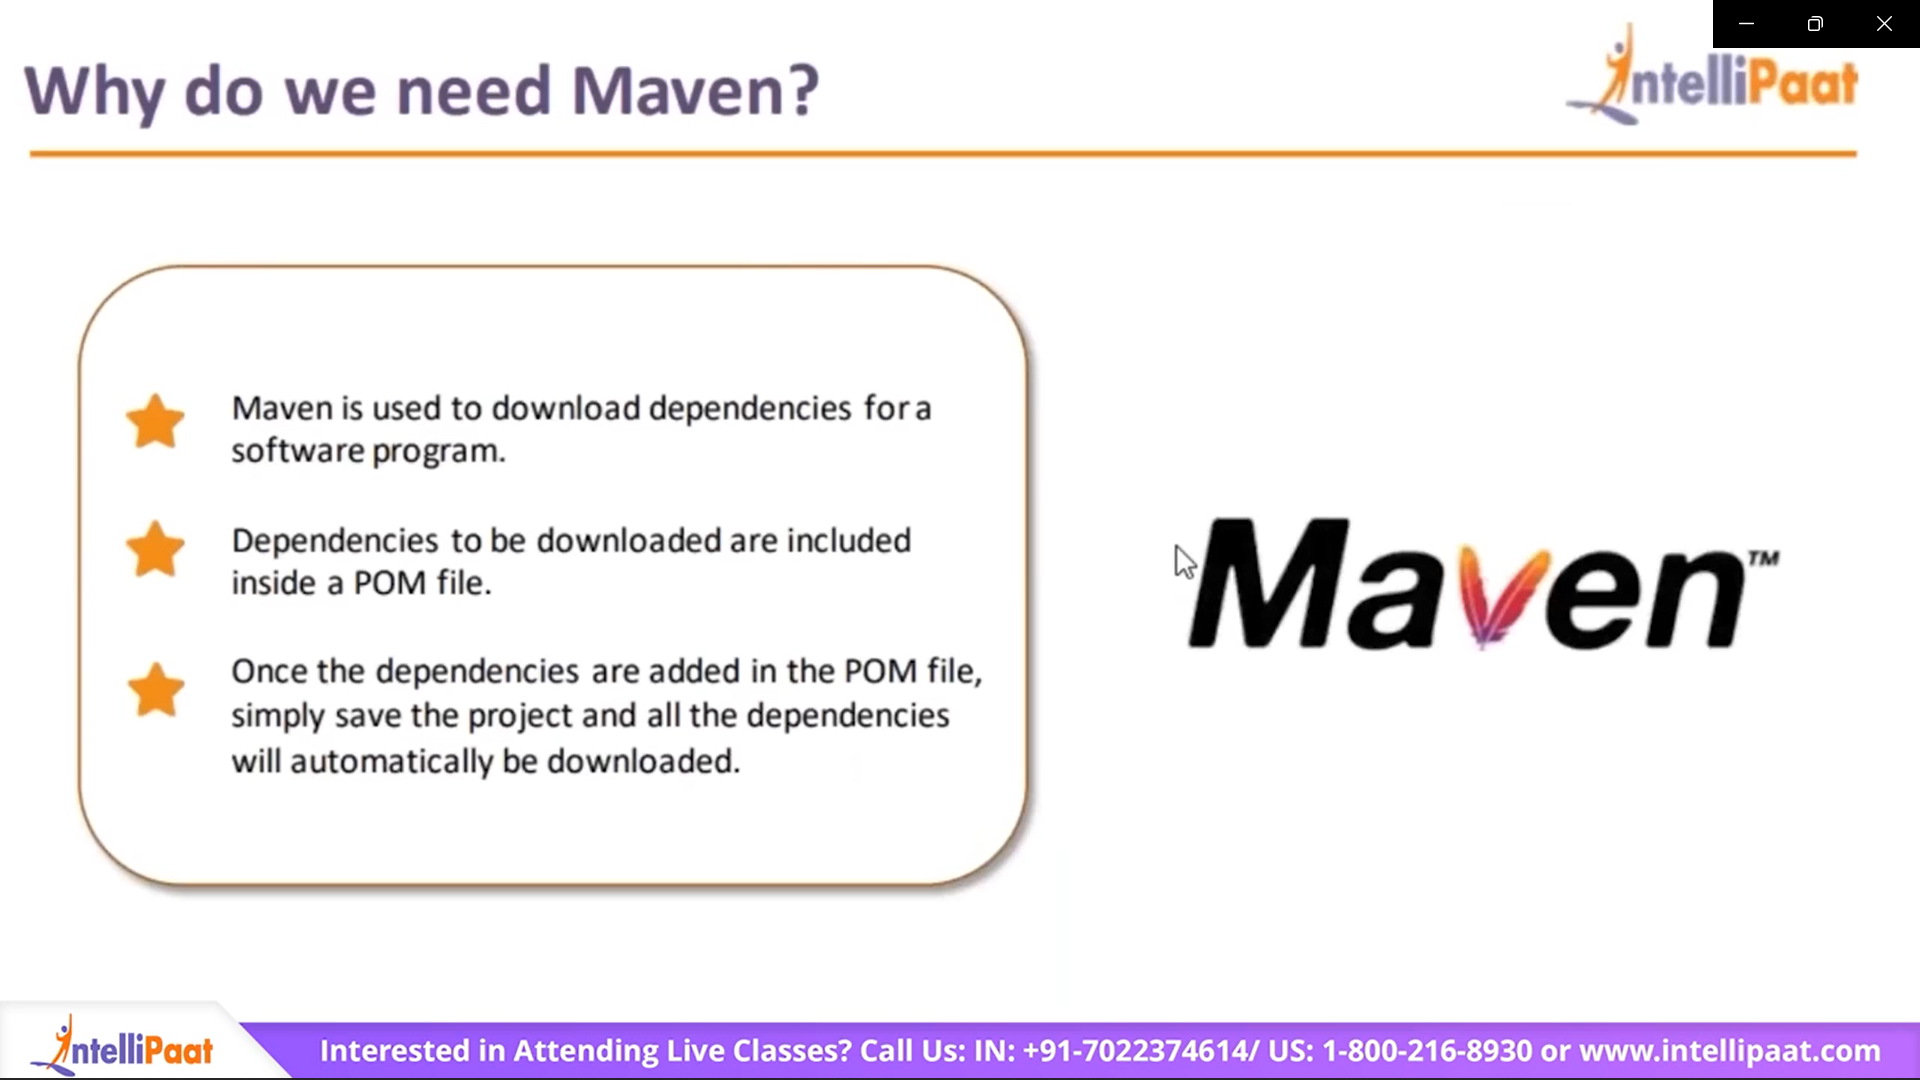 Why do we need Maven?
IntelliPaat
Maven is used to download dependencies for a
software program.
Dependencies to be downloaded are included
inside a POM file.
Once the dependencies are added in the POM file,
simply save the project and all the dependencies
will automatically be downloaded.
Maven™
IntelliPaat
Interested in Attending Live Classes? Call Us: IN: +91-7022374614/ US: 1-800-216-8930 or www.intellipaat.com